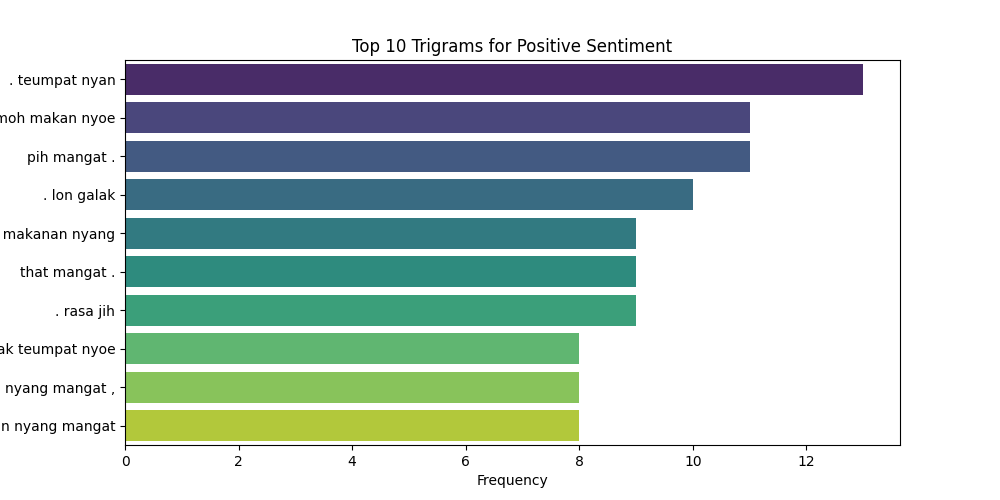 Top 10 Trigrams for Positive Sentiment
. teumpat nyan
makan nyoe
pih mangat .
. lon galak
makanan nyang
that mangat .
. rasa jih
teumpat nyoe
nyang mangat ,
nyang mangat
0 2 4 6 8 10 12
Frequency